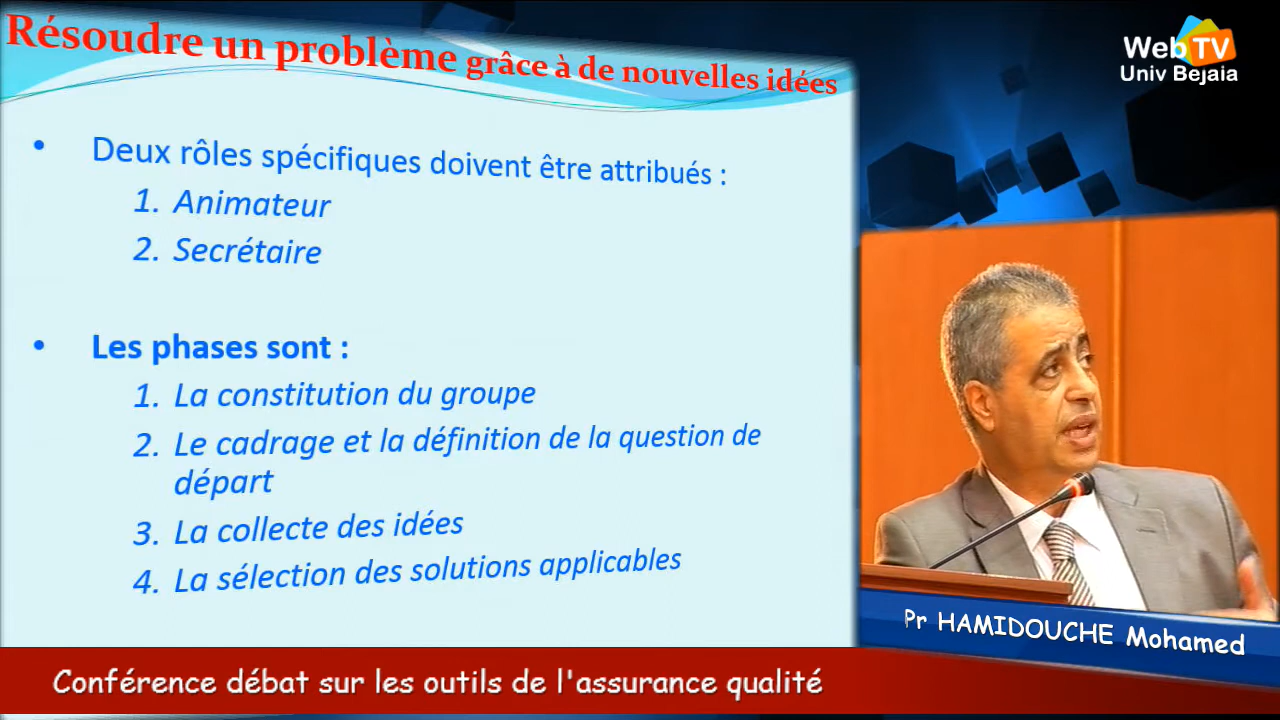 Résoudre un problème grâce à de nouvelles idées
WebTV
Univ Bejaia
• Deux rôles spécifiques doivent être attribués :
1. Animateur
2. Secrétaire
• Les phases sont :
1. La constitution du groupe
2. Le cadrage et la définition de la question de
départ
3. La collecte des idées
4. La sélection des solutions applicables
Pr HAMIDOUCHE Mohamed
Conférence débat sur les outils de l'assurance qualité